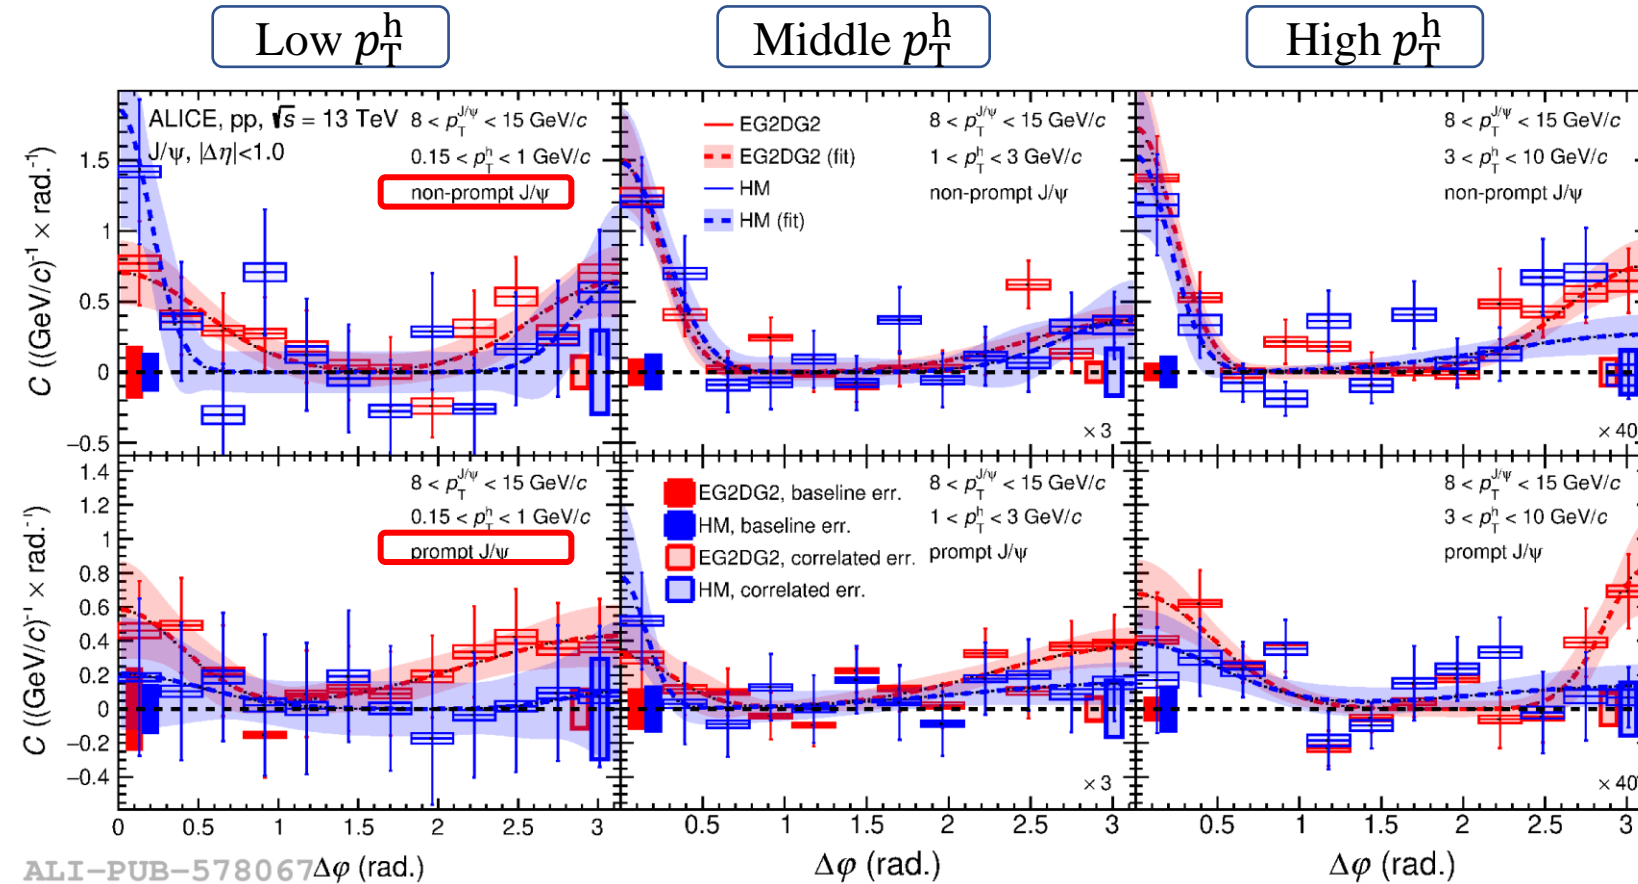 Low p_T^h
Middle p_T^h
High p_T^h
ALICE, pp, √s = 13 TeV
J/ψ, |Δη|<1.0
8 < p_T^{J/ψ} < 15 GeV/c
0.15 < p_T^h < 1 GeV/c
non-prompt J/ψ
EG2DG2
EG2DG2 (fit)
HM
HM (fit)
8 < p_T^{J/ψ} < 15 GeV/c
1 < p_T^h < 3 GeV/c
non-prompt J/ψ
× 3
8 < p_T^{J/ψ} < 15 GeV/c
3 < p_T^h < 10 GeV/c
non-prompt J/ψ
× 40
C ((GeV/c)⁻¹ × rad.⁻¹)
1.5
1
0.5
0
−0.5
8 < p_T^{J/ψ} < 15 GeV/c
0.15 < p_T^h < 1 GeV/c
prompt J/ψ
EG2DG2, baseline err.
HM, baseline err.
EG2DG2, correlated err.
HM, correlated err.
8 < p_T^{J/ψ} < 15 GeV/c
1 < p_T^h < 3 GeV/c
prompt J/ψ
× 3
8 < p_T^{J/ψ} < 15 GeV/c
3 < p_T^h < 10 GeV/c
prompt J/ψ
× 40
C ((GeV/c)⁻¹ × rad.⁻¹)
1.4
1.2
1
0.8
0.6
0.4
0.2
0
−0.2
−0.4
0 0.5 1 1.5 2 2.5 3
0.5 1 1.5 2 2.5 3
0.5 1 1.5 2 2.5 3
ALI−PUB−578067
Δφ (rad.)
Δφ (rad.)
Δφ (rad.)